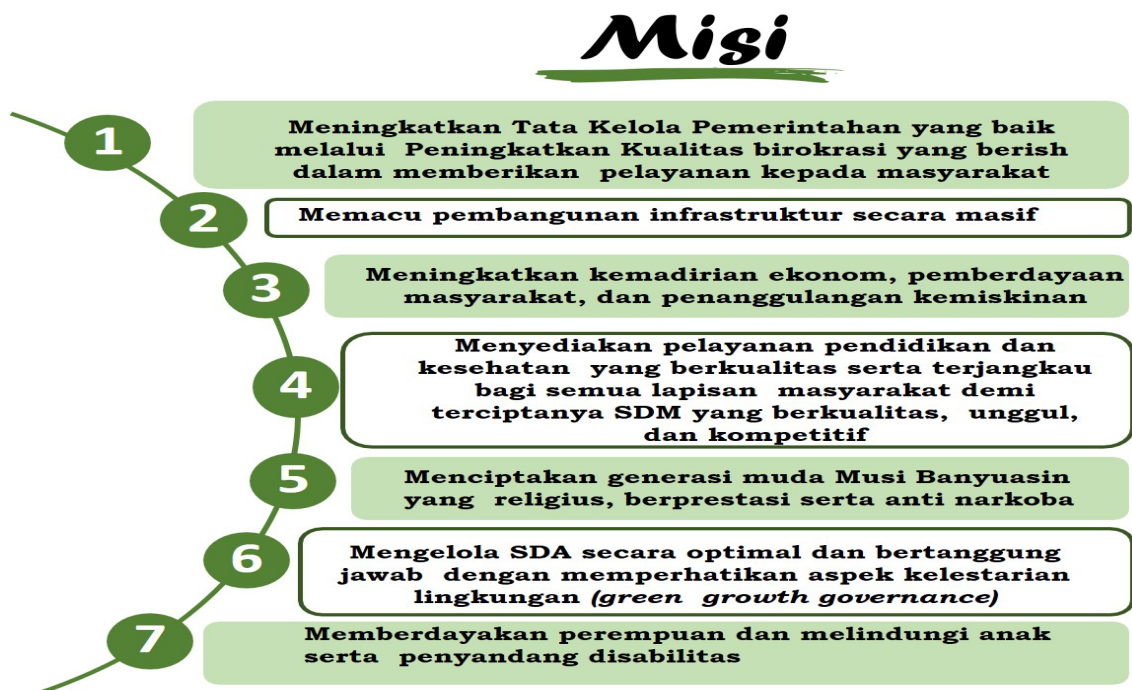 Misi
1
Meningkatkan Tata Kelola Pemerintahan yang baik
melalui Peningkatkan Kualitas birokrasi yang berish
dalam memberikan pelayanan kepada masyarakat
2
Memacu pembangunan infrastruktur secara masif
3
Meningkatkan kemadirian ekonom, pemberdayaan
masyarakat, dan penanggulangan kemiskinan
4
Menyediakan pelayanan pendidikan dan
kesehatan yang berkualitas serta terjangkau
bagi semua lapisan masyarakat demi
terciptanya SDM yang berkualitas, unggul,
dan kompetitif
5
Menciptakan generasi muda Musi Banyuasin
yang religius, berprestasi serta anti narkoba
6
Mengelola SDA secara optimal dan bertanggung
jawab dengan memperhatikan aspek kelestarian
lingkungan (green growth governance)
7
Memberdayakan perempuan dan melindungi anak
serta penyandang disabilitas